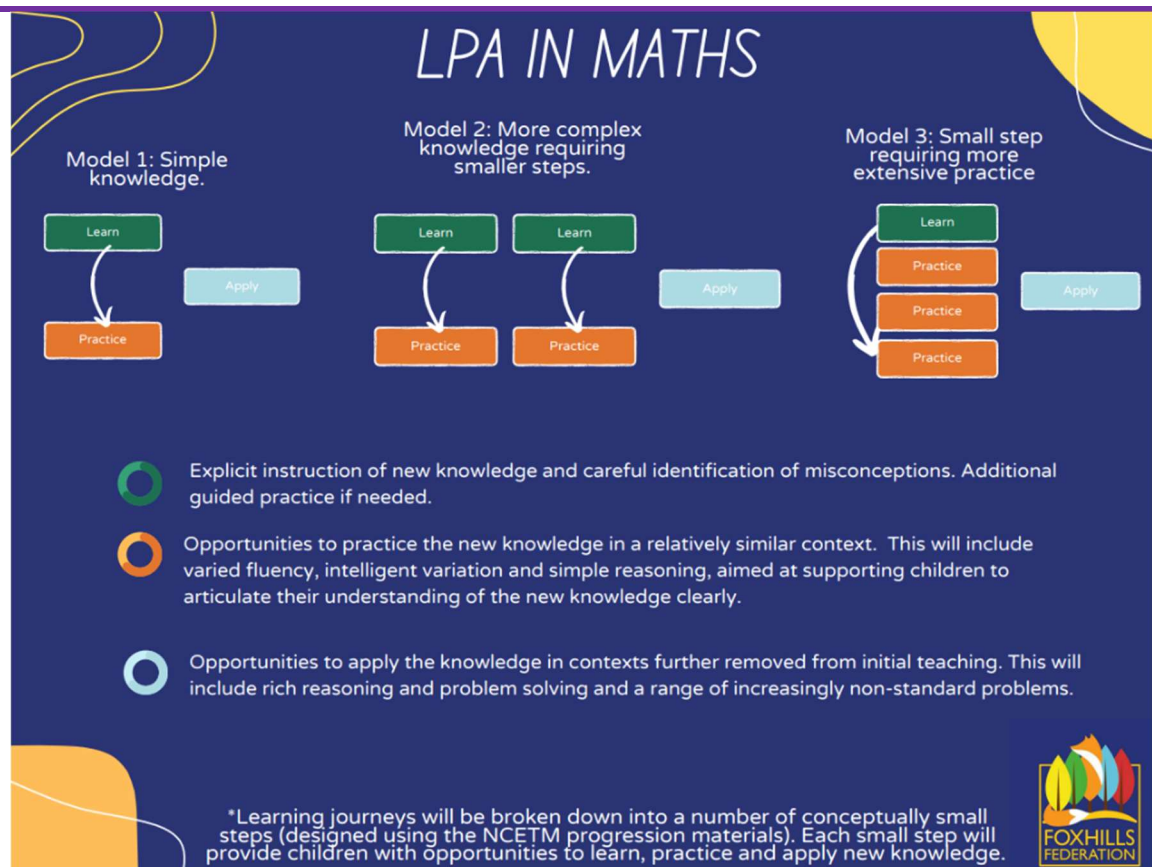 LPA IN MATHS
Model 1: Simple
knowledge.
Learn
Practice
Apply
Model 2: More complex
knowledge requiring
smaller steps.
Learn
Learn
Practice
Practice
Apply
Model 3: Small step
requiring more
extensive practice
Learn
Practice
Practice
Practice
Apply
Explicit instruction of new knowledge and careful identification of misconceptions. Additional
guided practice if needed.
Opportunities to practice the new knowledge in a relatively similar context.  This will include
varied fluency, intelligent variation and simple reasoning, aimed at supporting children to
articulate their understanding of the new knowledge clearly.
Opportunities to apply the knowledge in contexts further removed from initial teaching. This will
include rich reasoning and problem solving and a range of increasingly non-standard problems.
*Learning journeys will be broken down into a number of conceptually small
steps (designed using the NCETM progression materials). Each small step will
provide children with opportunities to learn, practice and apply new knowledge.
FOXHILLS
FEDERATION